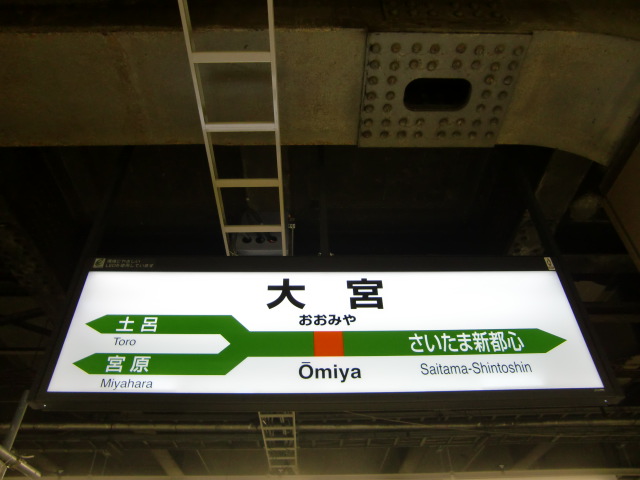 大宮
おおみや
土呂
Toro
さいたま新都心
宮原
Ōmiya
Saitama-Shintoshin
Miyahara